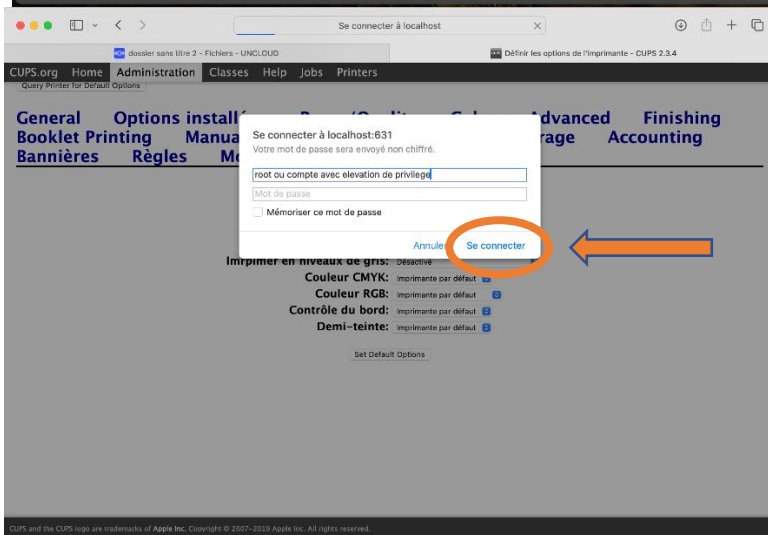 Se connecter à localhost
dossier sans titre 2 - Fichiers - UNCLOUD
Définir les options de l'imprimante - CUPS 2.3.4
CUPS.org Home Administration Classes Help Jobs Printers
Query Printer for Default Options
General Options install Advanced Finishing
Booklet Printing Manua rage Accounting
Bannières Règles Mo
Se connecter à localhost:631
Votre mot de passe sera envoyé non chiffré.
root ou compte avec elevation de privilege
Mot de passe
Mémoriser ce mot de passe
Annuler Se connecter
Imprimer en niveaux de gris: Désactivé
Couleur CMYK: Imprimante par défaut
Couleur RGB: Imprimante par défaut
Contrôle du bord: Imprimante par défaut
Demi-teinte: Imprimante par défaut
Set Default Options
CUPS and the CUPS logo are trademarks of Apple Inc. Copyright © 2007-2019 Apple Inc. All rights reserved.